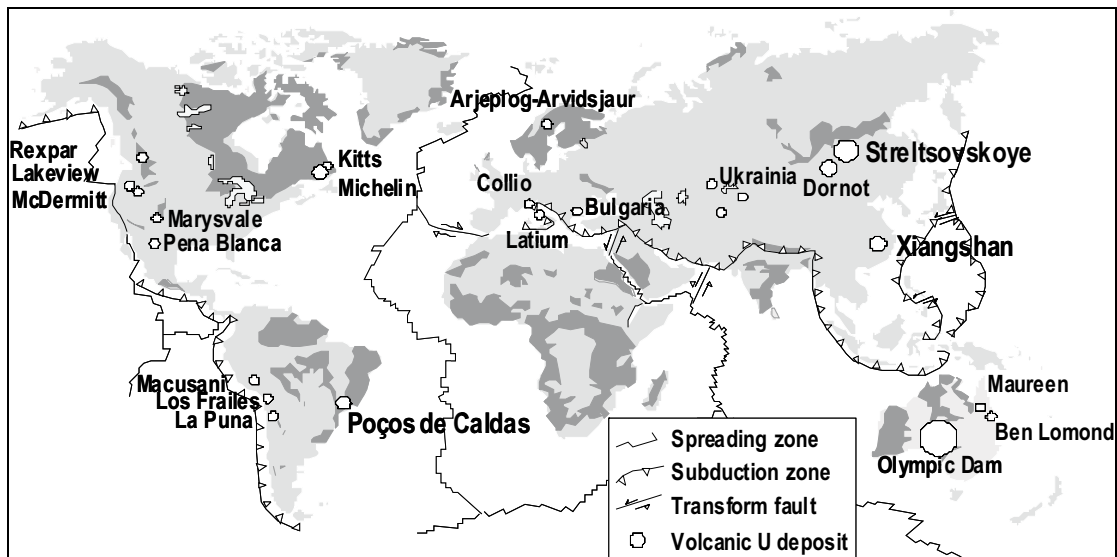 Arjeplog-Arvidsjaur
Rexpar
Lakeview
McDermitt
Kitts
Michelin
Marysvale
Pena Blanca
Collio
Latium
Bulgaria
Ukrainia
Streltsovskoye
Dornot
Xiangshan
Macusani
Los Frailes
La Puna
Poços de Caldas
Maureen
Ben Lomond
Olympic Dam
Spreading zone
Subduction zone
Transform fault
Volcanic U deposit